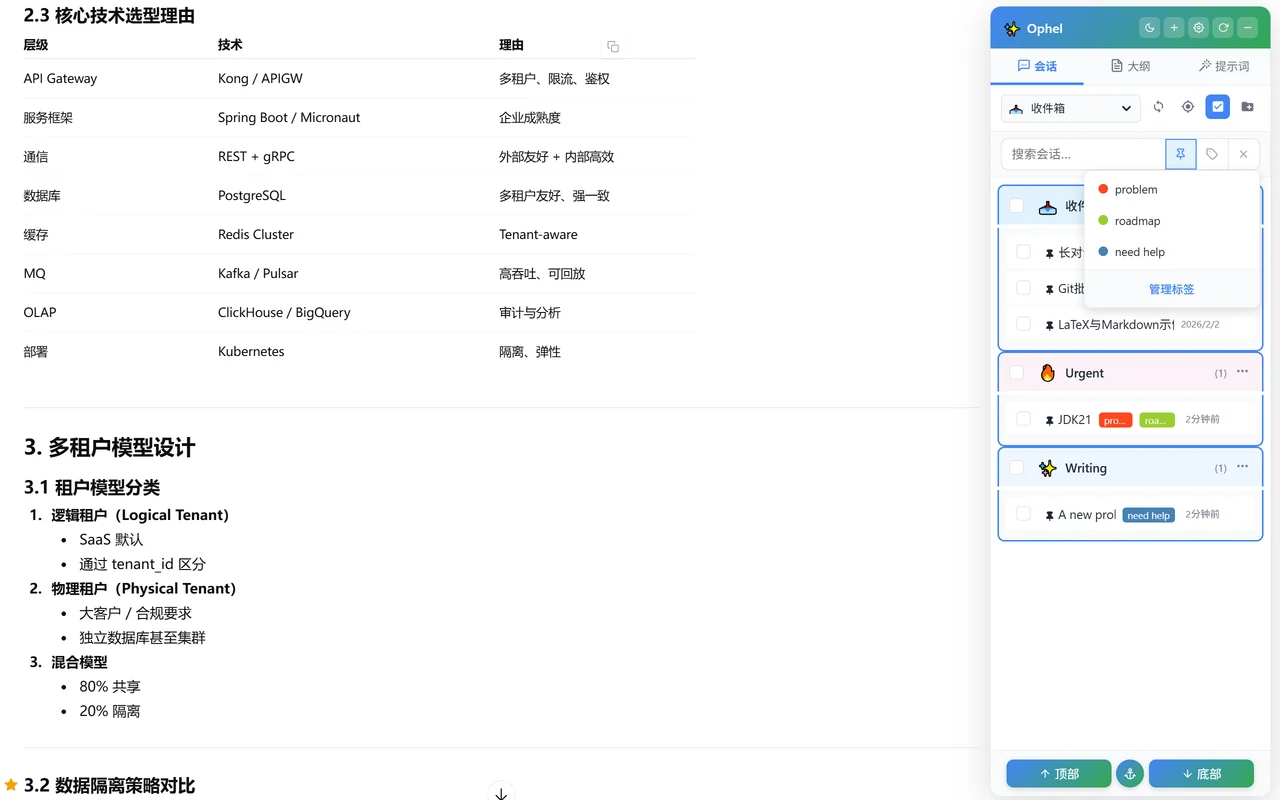 2.3 核心技术选型理由
层级 技术 理由
API Gateway Kong / APIGW 多租户、限流、鉴权
服务框架 Spring Boot / Micronaut 企业成熟度
通信 REST + gRPC 外部友好 + 内部高效
数据库 PostgreSQL 多租户友好、强一致
缓存 Redis Cluster Tenant-aware
MQ Kafka / Pulsar 高吞吐、可回放
OLAP ClickHouse / BigQuery 审计与分析
部署 Kubernetes 隔离、弹性
3. 多租户模型设计
3.1 租户模型分类
1. 逻辑租户（Logical Tenant）
• SaaS 默认
• 通过 tenant_id 区分
2. 物理租户（Physical Tenant）
• 大客户 / 合规要求
• 独立数据库甚至集群
3. 混合模型
• 80% 共享
• 20% 隔离
3.2 数据隔离策略对比
Ophel
会话 大纲 提示词
收件箱
搜索会话...
problem
roadmap
need help
管理标签
收件
长对
Git批
LaTeX与Markdown示 2026/2/2
Urgent (1)
JDK21 pro... roa... 2分钟前
Writing (1)
A new prol need help 2分钟前
顶部 底部